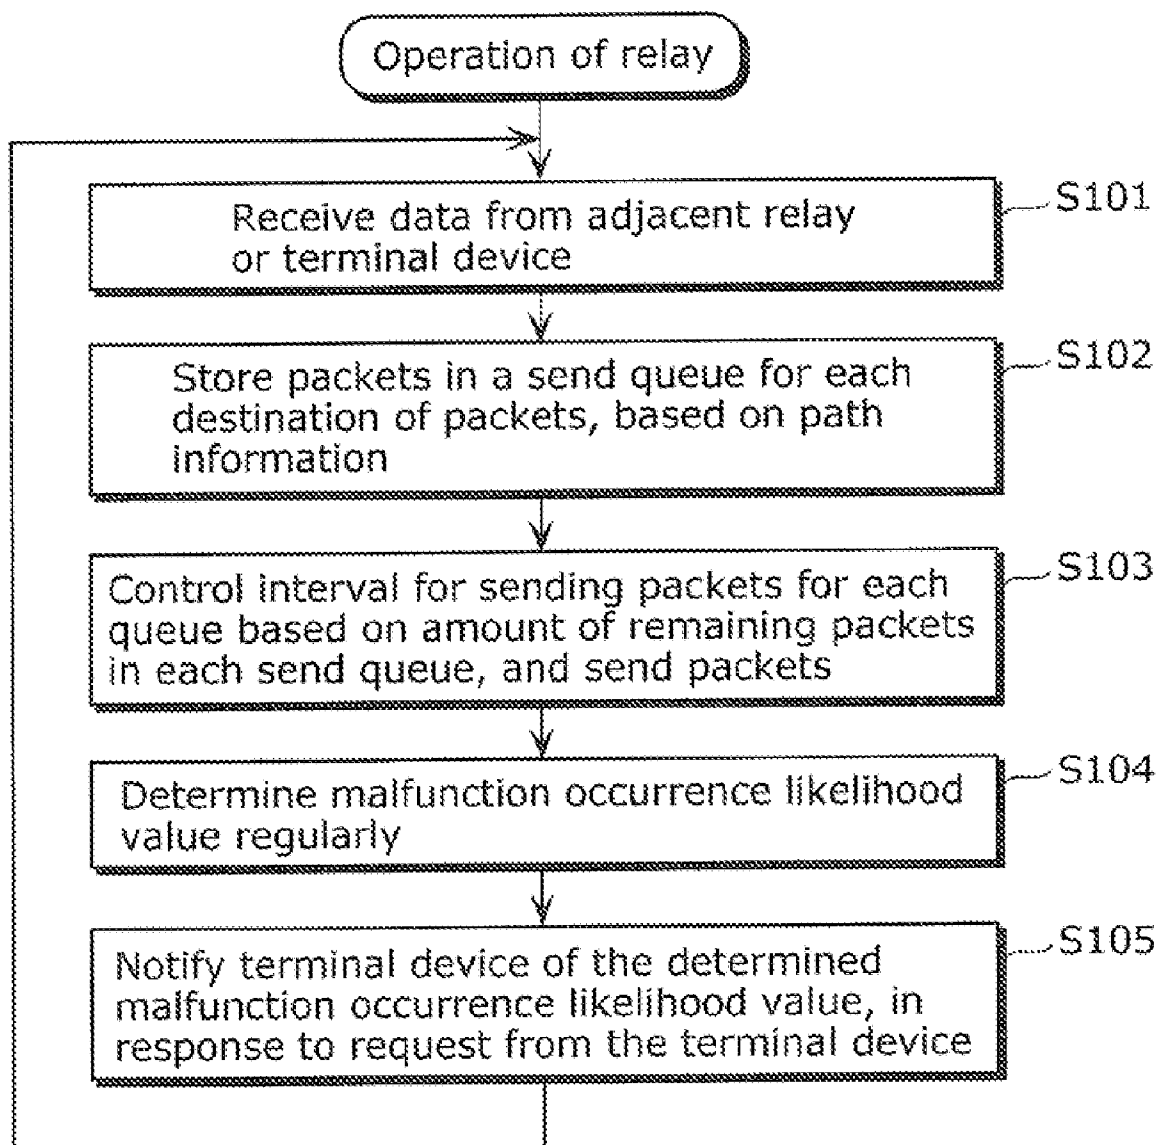 Operation of relay
S101
Receive data from adjacent relay
or terminal device
S102
Store packets in a send queue for each
destination of packets, based on path
information
S103
Control interval for sending packets for each
queue based on amount of remaining packets
in each send queue, and send packets
S104
Determine malfunction occurrence likelihood
value regularly
S105
Notify terminal device of the determined
malfunction occurrence likelihood value, in
response to request from the terminal device